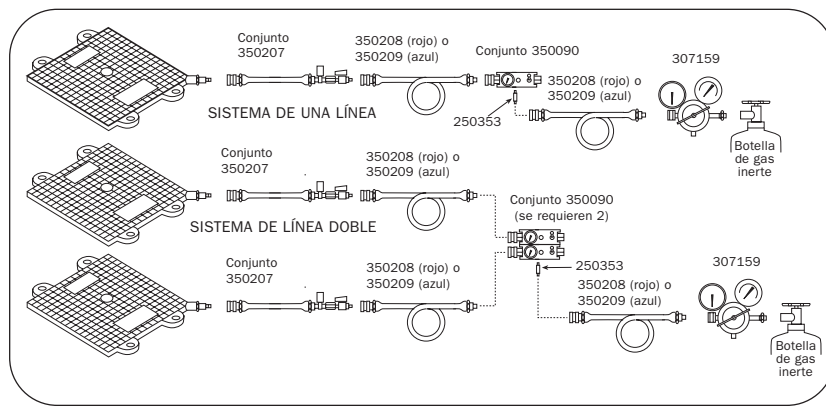 Conjunto
350207
350208 (rojo) o
350209 (azul)
Conjunto 350090
350208 (rojo) o
350209 (azul)
307159
SISTEMA DE UNA LÍNEA
250353
Botella
de gas
inerte
Conjunto
350207
350208 (rojo) o
350209 (azul)
Conjunto 350090
(se requieren 2)
SISTEMA DE LÍNEA DOBLE
Conjunto
350207
350208 (rojo) o
350209 (azul)
250353
350208 (rojo) o
350209 (azul)
307159
Botella
de gas
inerte